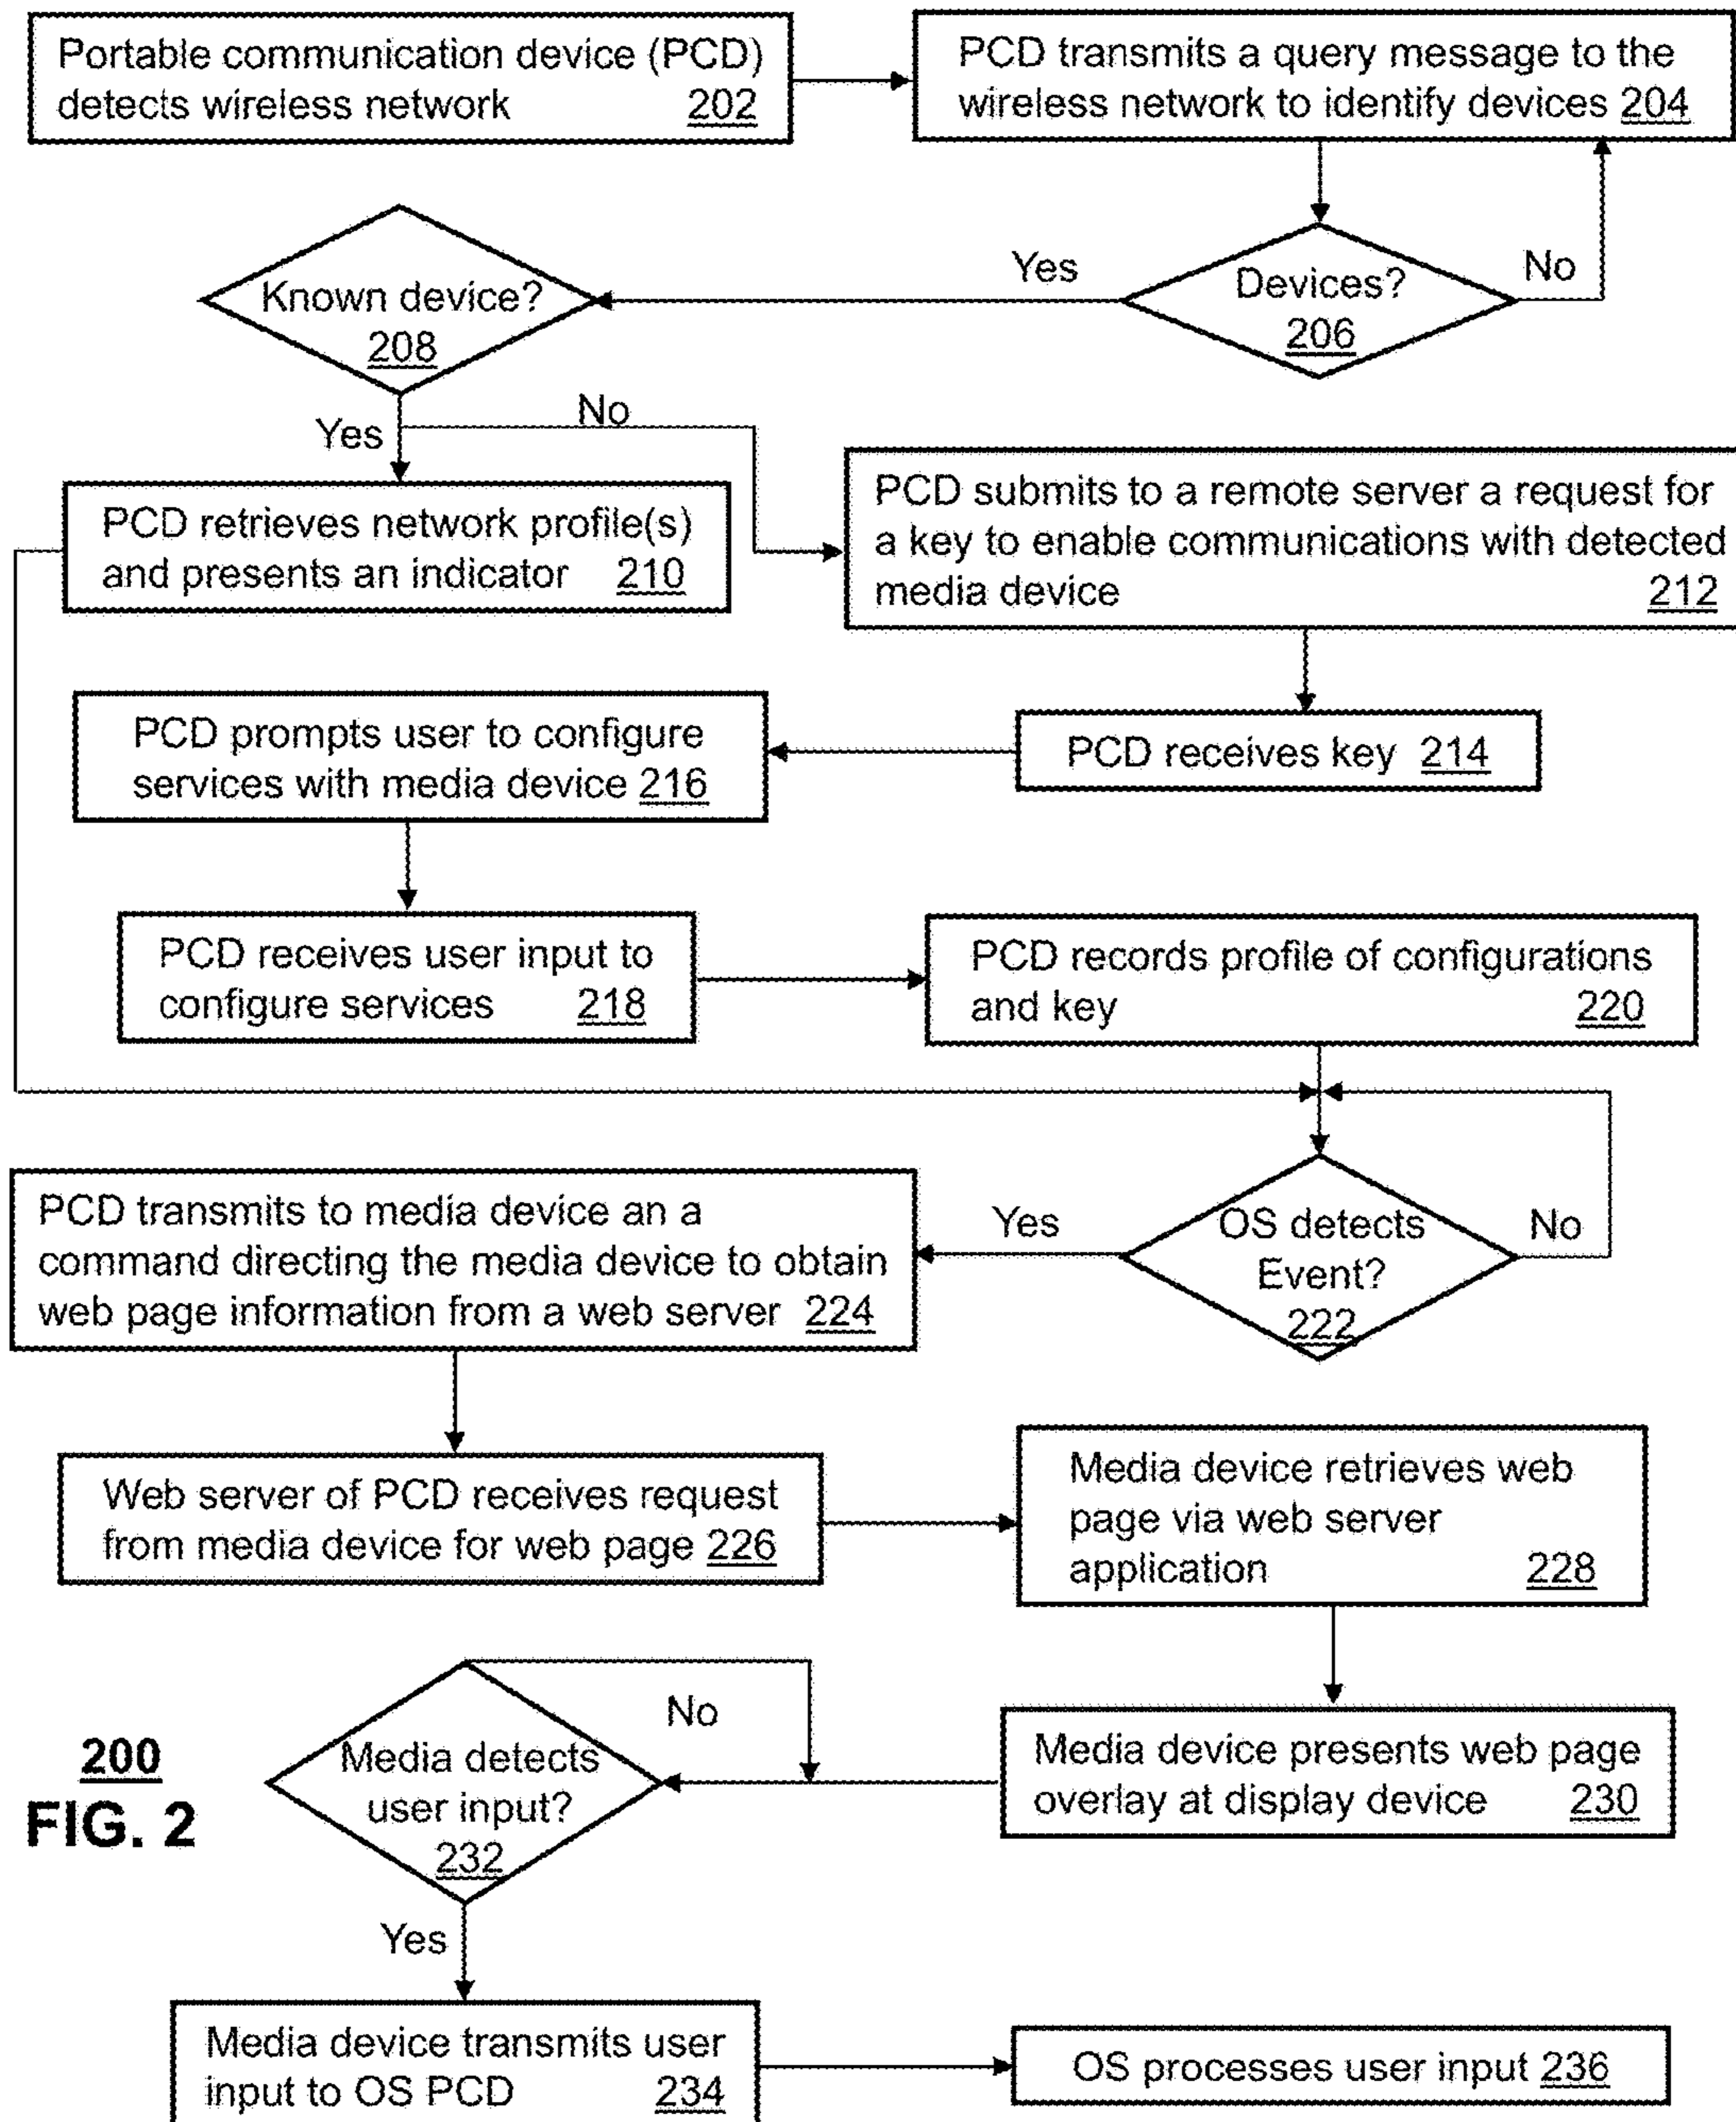 Portable communication device (PCD)
detects wireless network 202
PCD transmits a query message to the
wireless network to identify devices 204
Known device?
208
Yes
Devices?
206
No
Yes
No
PCD retrieves network profile(s)
and presents an indicator 210
PCD submits to a remote server a request for
a key to enable communications with detected
media device 212
PCD prompts user to configure
services with media device 216
PCD receives key 214
PCD receives user input to
configure services 218
PCD records profile of configurations
and key 220
PCD transmits to media device an a
command directing the media device to obtain
web page information from a web server 224
Yes
OS detects
Event?
222
No
Web server of PCD receives request
from media device for web page 226
Media device retrieves web
page via web server
application 228
No
Media detects
user input?
232
Media device presents web page
overlay at display device 230
200
FIG. 2
Yes
Media device transmits user
input to OS PCD 234
OS processes user input 236